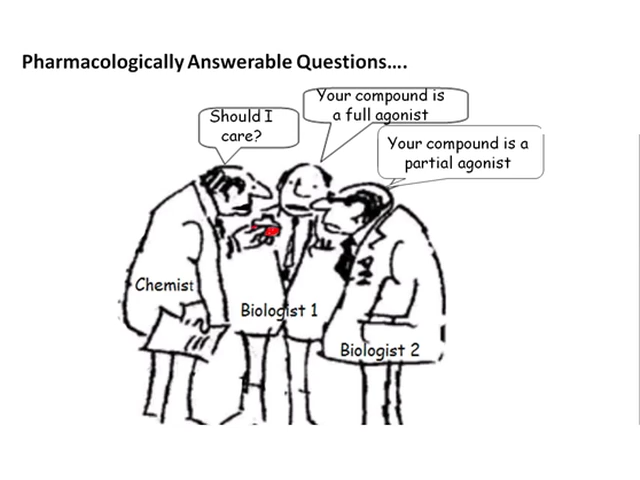 Pharmacologically Answerable Questions....
Should I
care?
Your compound is
a full agonist
Your compound is a
partial agonist
Chemist
Biologist 1
Biologist 2